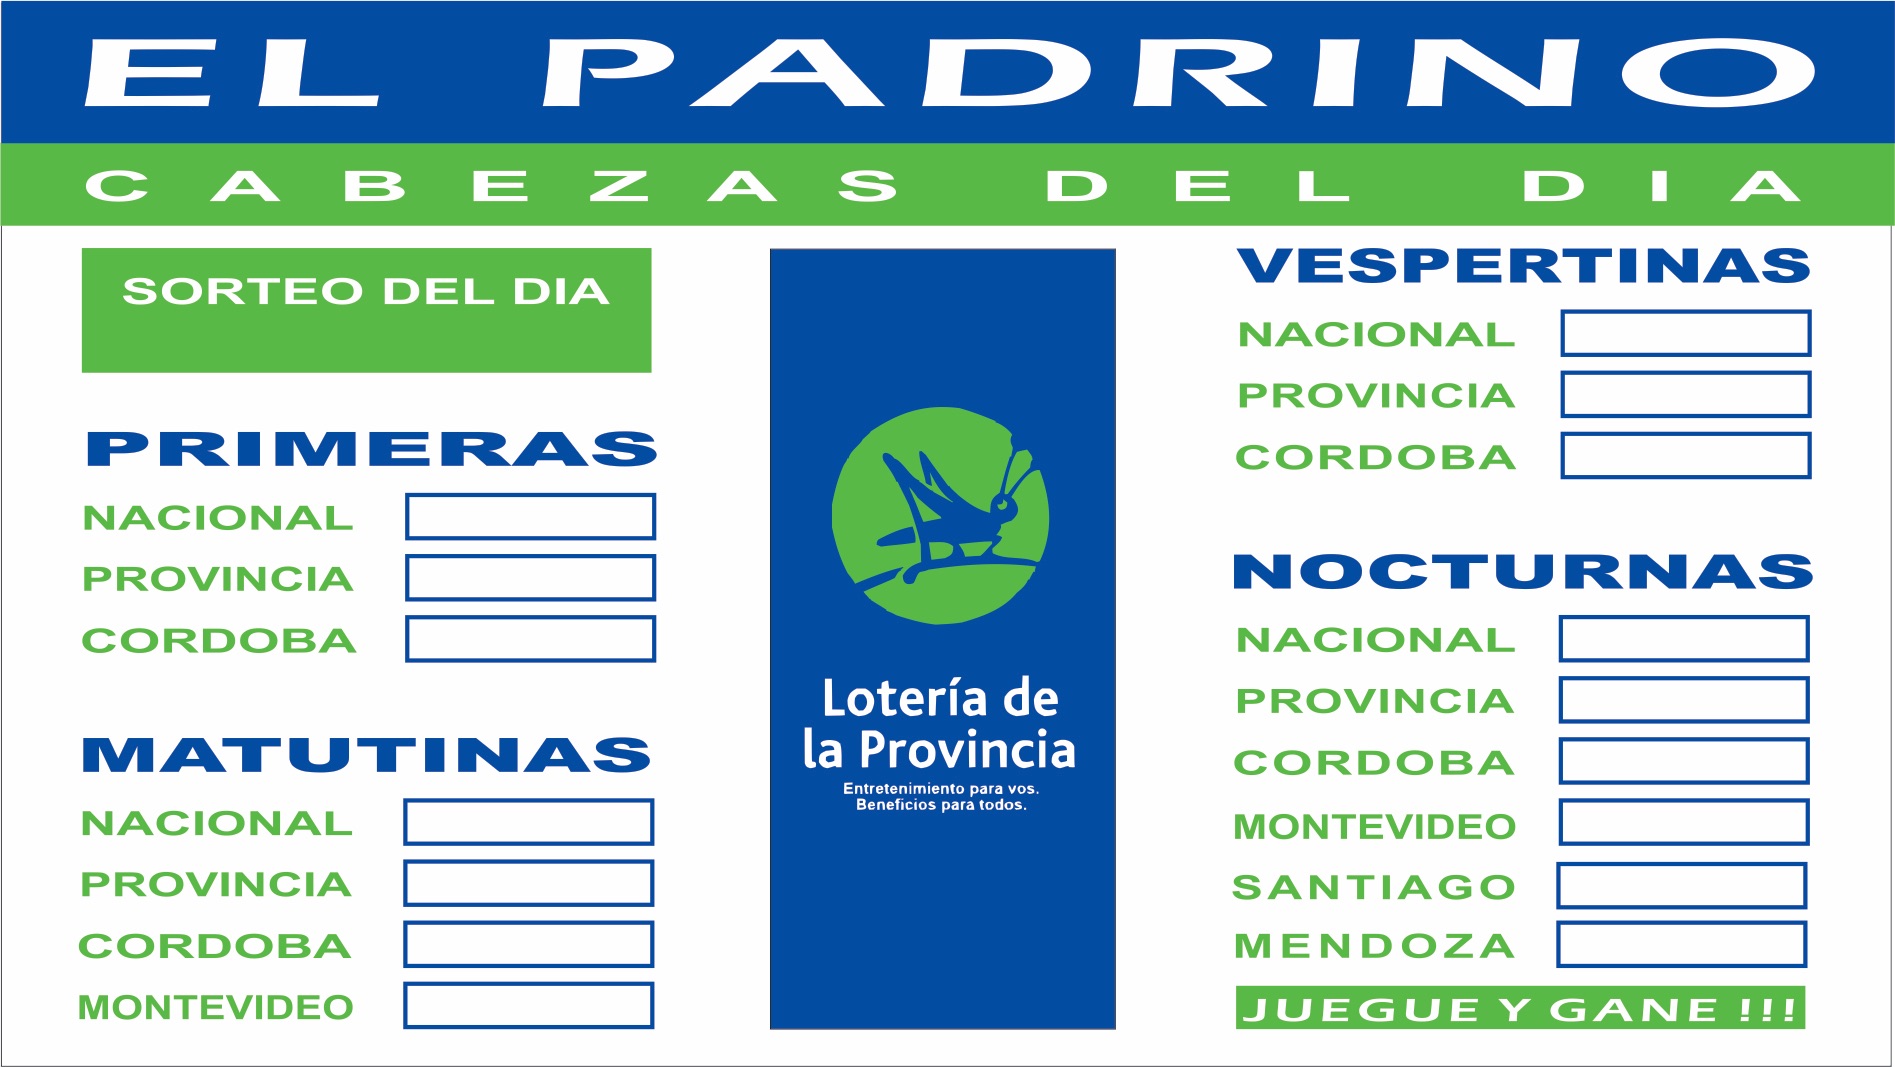 EL PADRINO
CABEZAS DEL DIA
SORTEO DEL DIA
PRIMERAS
NACIONAL
PROVINCIA
CORDOBA
MATUTINAS
NACIONAL
PROVINCIA
CORDOBA
MONTEVIDEO
Lotería de
la Provincia
Entretenimiento para vos.
Beneficios para todos.
VESPERTINAS
NACIONAL
PROVINCIA
CORDOBA
NOCTURNAS
NACIONAL
PROVINCIA
CORDOBA
MONTEVIDEO
SANTIAGO
MENDOZA
JUEGUE Y GANE !!!